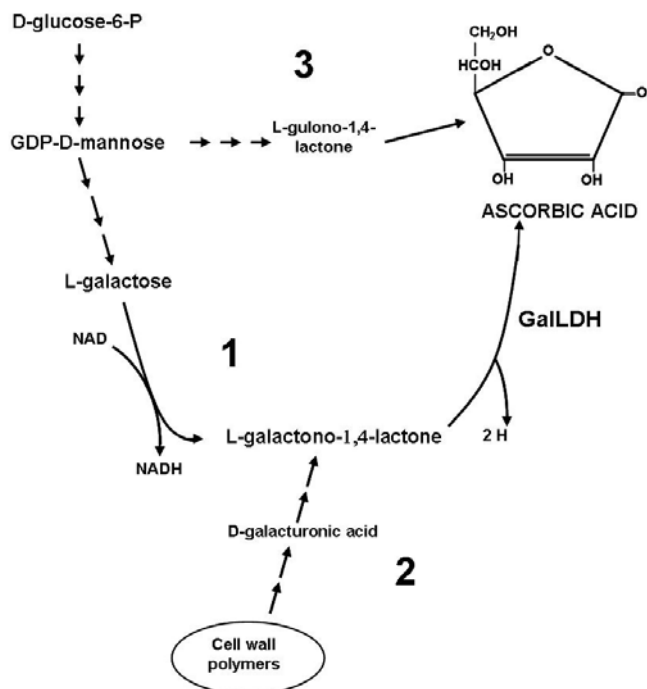 D-glucose-6-P
CH₂OH
O
HCOH
3
O
L-gulono-1,4-
lactone
GDP-D-mannose
OH
OH
ASCORBIC ACID
L-galactose
GalLDH
NAD
1
L-galactono-1,4-lactone
2 H
NADH
D-galacturonic acid
2
Cell wall
polymers